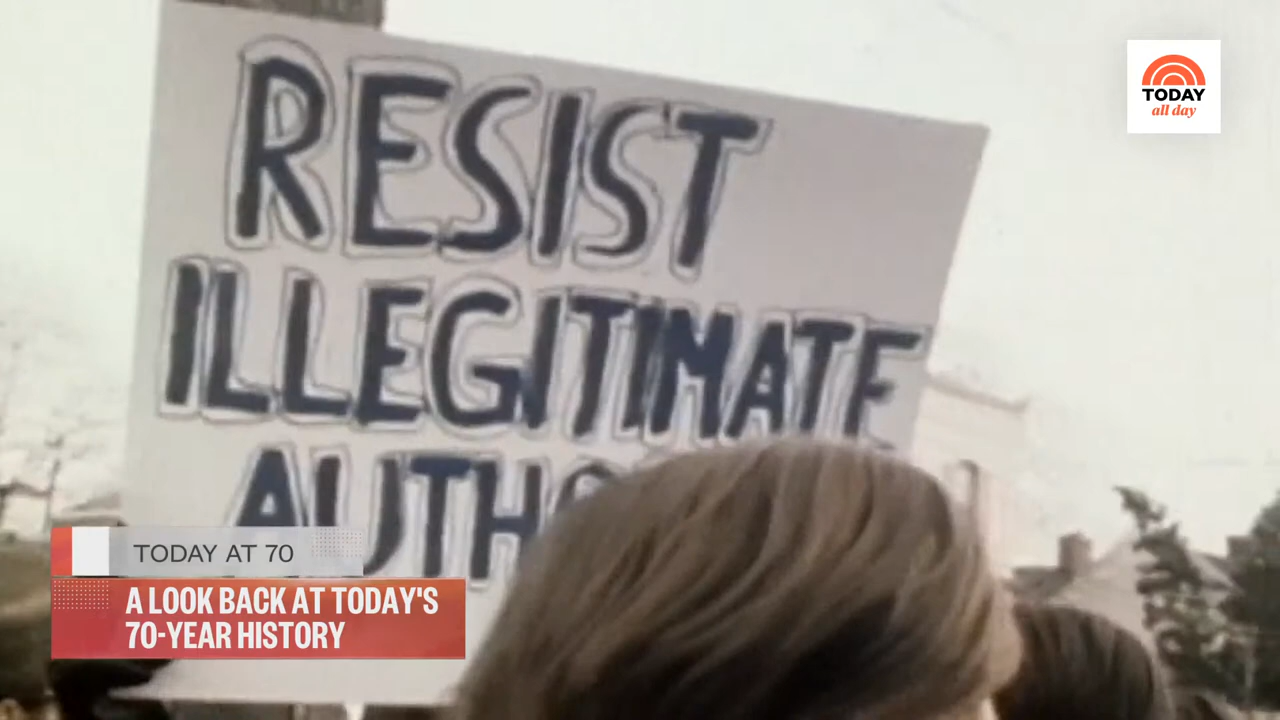 RESIST
ILLEGITIMATE
TODAY all day
TODAY AT 70
A LOOK BACK AT TODAY'S
70-YEAR HISTORY